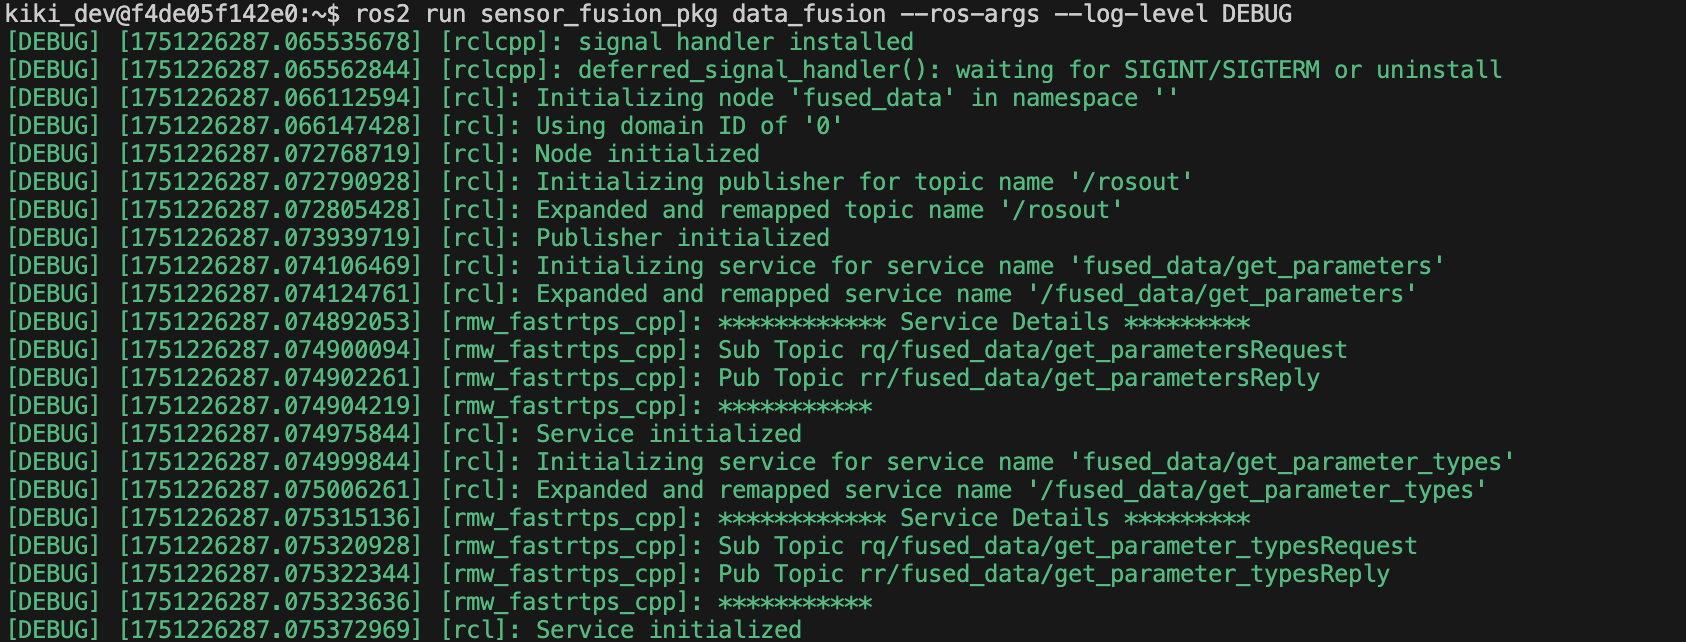 kiki_dev@f4de05f142e0:~$ ros2 run sensor_fusion_pkg data_fusion --ros-args --log-level DEBUG
[DEBUG] [1751226287.065535678] [rclcpp]: signal handler installed
[DEBUG] [1751226287.065562844] [rclcpp]: deferred_signal_handler(): waiting for SIGINT/SIGTERM or uninstall
[DEBUG] [1751226287.066112594] [rcl]: Initializing node 'fused_data' in namespace ''
[DEBUG] [1751226287.066147428] [rcl]: Using domain ID of '0'
[DEBUG] [1751226287.072768719] [rcl]: Node initialized
[DEBUG] [1751226287.072790928] [rcl]: Initializing publisher for topic name '/rosout'
[DEBUG] [1751226287.072805428] [rcl]: Expanded and remapped topic name '/rosout'
[DEBUG] [1751226287.073939719] [rcl]: Publisher initialized
[DEBUG] [1751226287.074106469] [rcl]: Initializing service for service name 'fused_data/get_parameters'
[DEBUG] [1751226287.074124761] [rcl]: Expanded and remapped service name '/fused_data/get_parameters'
[DEBUG] [1751226287.074892053] [rmw_fastrtps_cpp]: ************ Service Details *********
[DEBUG] [1751226287.074900094] [rmw_fastrtps_cpp]: Sub Topic rq/fused_data/get_parametersRequest
[DEBUG] [1751226287.074902261] [rmw_fastrtps_cpp]: Pub Topic rr/fused_data/get_parametersReply
[DEBUG] [1751226287.074904219] [rmw_fastrtps_cpp]: ***********
[DEBUG] [1751226287.074975844] [rcl]: Service initialized
[DEBUG] [1751226287.074999844] [rcl]: Initializing service for service name 'fused_data/get_parameter_types'
[DEBUG] [1751226287.075006261] [rcl]: Expanded and remapped service name '/fused_data/get_parameter_types'
[DEBUG] [1751226287.075315136] [rmw_fastrtps_cpp]: ************ Service Details *********
[DEBUG] [1751226287.075320928] [rmw_fastrtps_cpp]: Sub Topic rq/fused_data/get_parameter_typesRequest
[DEBUG] [1751226287.075322344] [rmw_fastrtps_cpp]: Pub Topic rr/fused_data/get_parameter_typesReply
[DEBUG] [1751226287.075323636] [rmw_fastrtps_cpp]: ***********
[DEBUG] [1751226287.075372969] [rcl]: Service initialized